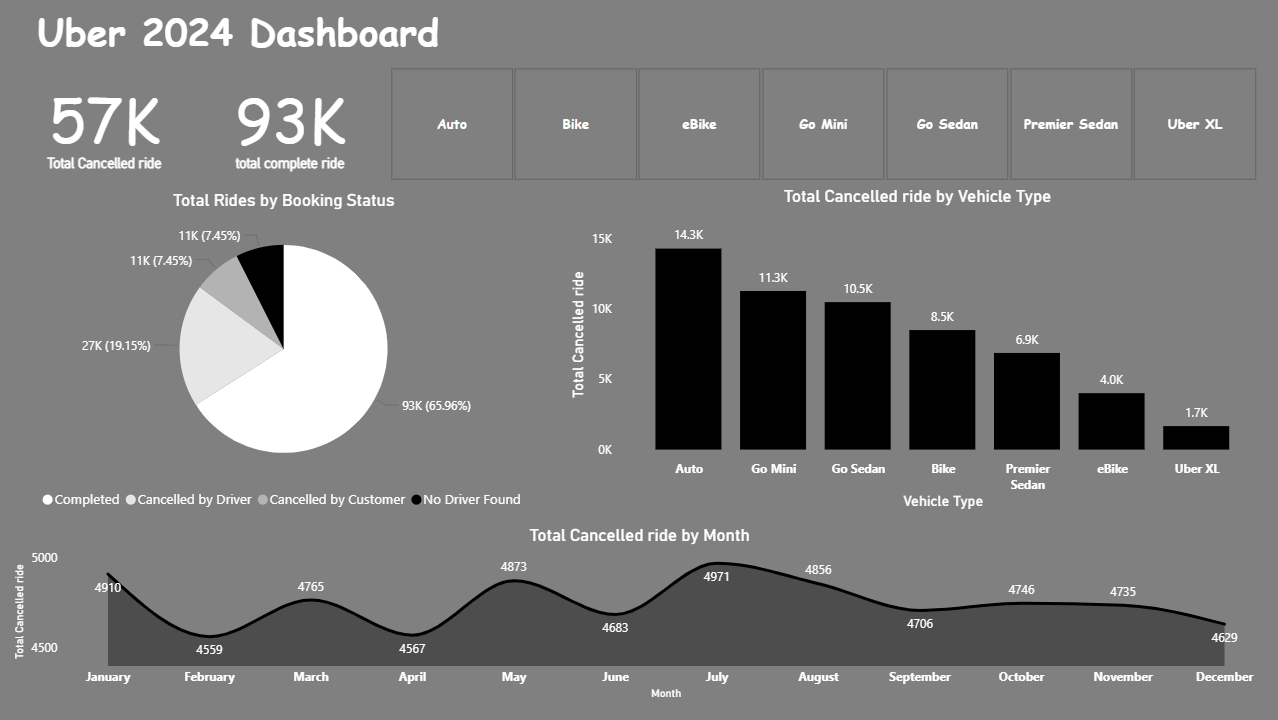 Uber 2024 Dashboard
57K
Total Cancelled ride
93K
total complete ride
Auto
Bike
eBike
Go Mini
Go Sedan
Premier Sedan
Uber XL
Total Rides by Booking Status
11K (7.45%)
11K (7.45%)
27K (19.15%)
93K (65.96%)
Completed
Cancelled by Driver
Cancelled by Customer
No Driver Found
Total Cancelled ride by Vehicle Type
Total Cancelled ride
15K
10K
5K
0K
14.3K
11.3K
10.5K
8.5K
6.9K
4.0K
1.7K
Auto
Go Mini
Go Sedan
Bike
Premier
Sedan
eBike
Uber XL
Vehicle Type
Total Cancelled ride by Month
Total Cancelled ride
5000
4500
4910
4559
4765
4567
4873
4683
4971
4856
4706
4746
4735
4629
January
February
March
April
May
June
July
August
September
October
November
December
Month